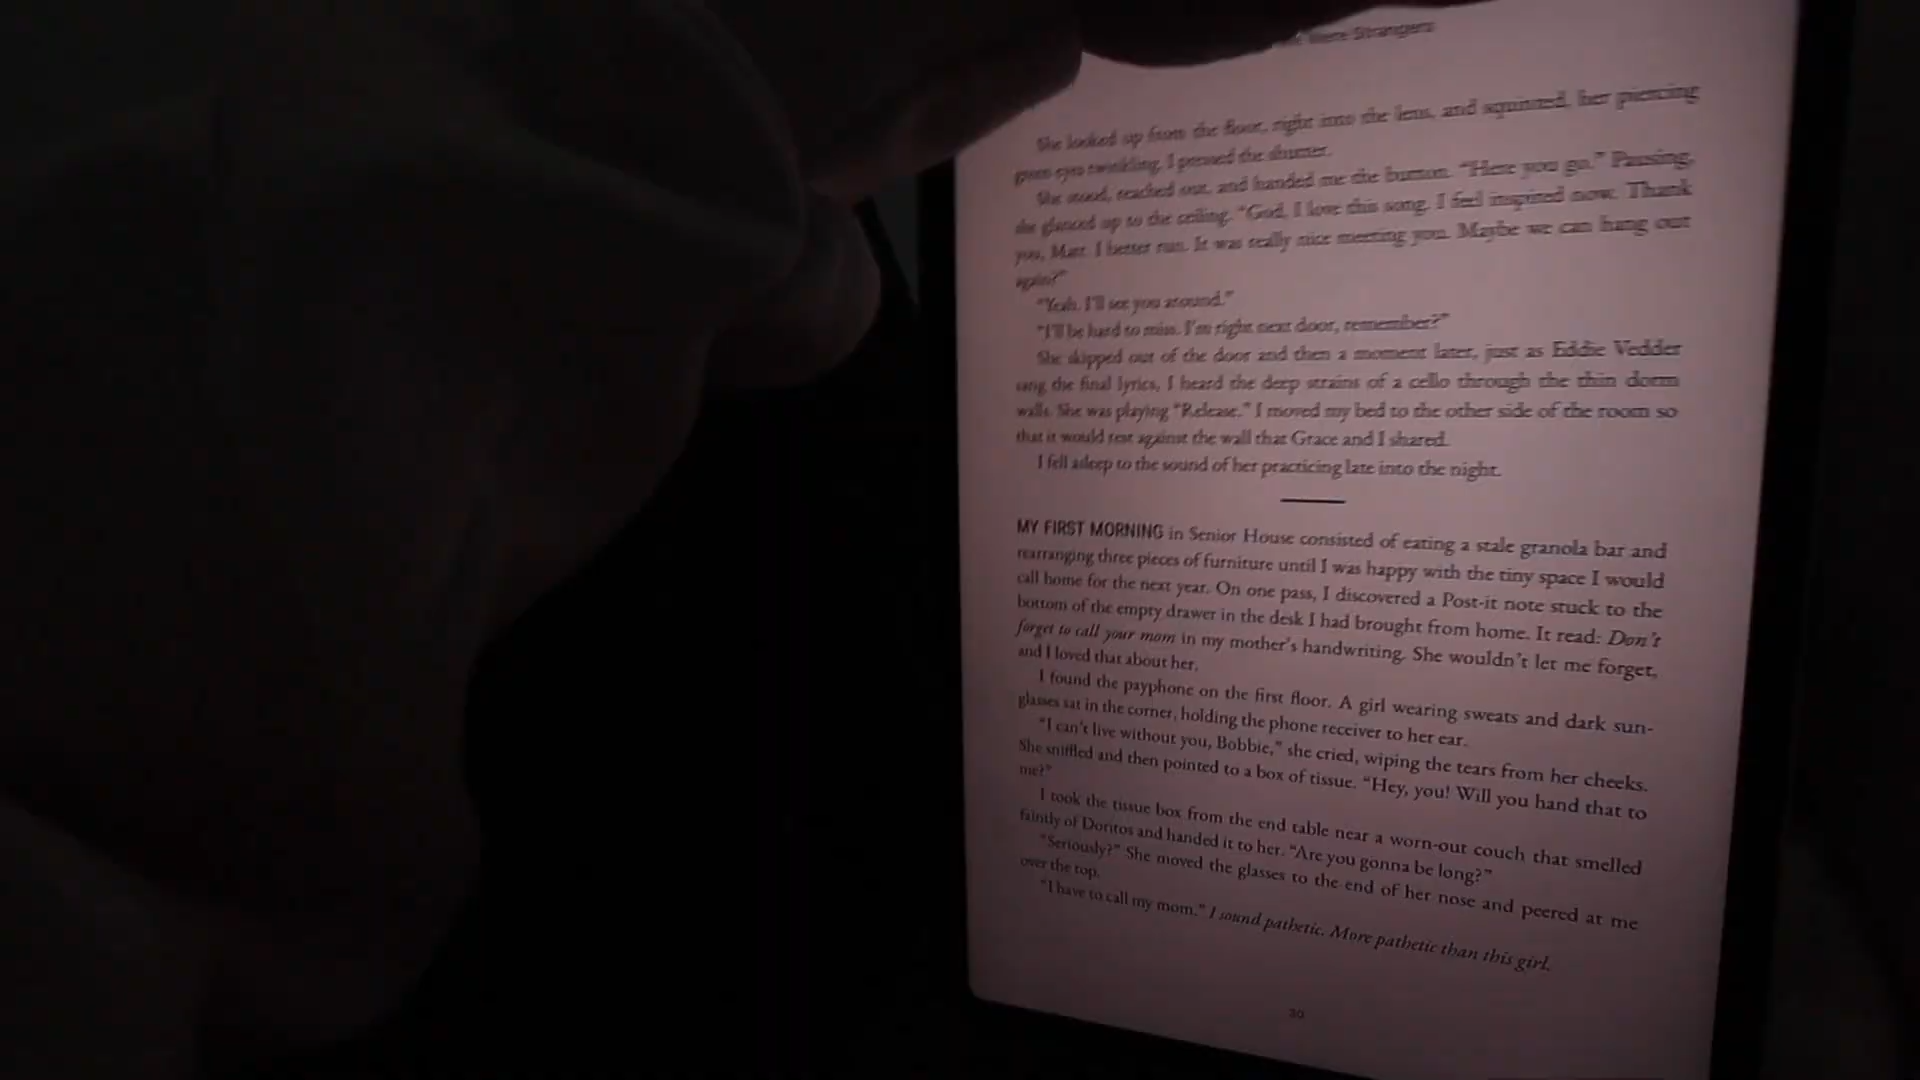 Were Strangers
She looked up from the floor, right into the lens, and squinted, her piercing
green eyes twinkling. I pressed the shutter.
She stood, reached out, and handed me the button. “Here you go.” Pausing,
she glanced up to the ceiling. “God, I love this song. I feel inspired now. Thank
you, Matt. I better run. It was really nice meeting you. Maybe we can hang out
again?”
“Yeah. I’ll see you around.”
“I’ll be hard to miss. I’m right next door, remember?”
She skipped out of the door and then a moment later, just as Eddie Vedder
sang the final lyrics, I heard the deep strains of a cello through the thin dorm
walls. She was playing “Release.” I moved my bed to the other side of the room so
that it would rest against the wall that Grace and I shared.
I fell asleep to the sound of her practicing late into the night.
MY FIRST MORNING in Senior House consisted of eating a stale granola bar and
rearranging three pieces of furniture until I was happy with the tiny space I would
call home for the next year. On one pass, I discovered a Post-it note stuck to the
bottom of the empty drawer in the desk I had brought from home. It read: Don’t
forget to call your mom in my mother’s handwriting. She wouldn’t let me forget,
and I loved that about her.
I found the payphone on the first floor. A girl wearing sweats and dark sun-
glasses sat in the corner, holding the phone receiver to her ear.
“I can’t live without you, Bobbie,” she cried, wiping the tears from her cheeks.
She sniffled and then pointed to a box of tissue. “Hey, you! Will you hand that to
me?”
I took the tissue box from the end table near a worn-out couch that smelled
faintly of Doritos and handed it to her. “Are you gonna be long?”
“Seriously?” She moved the glasses to the end of her nose and peered at me
over the top.
“I have to call my mom.” I sound pathetic. More pathetic than this girl.
30